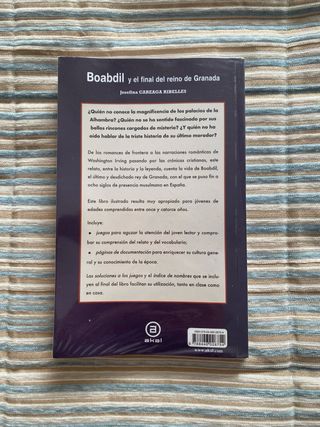 Boabdil y el final del reino de Granada
Josefina CAREAGA RIBELLES
¿Quién no conoce la magnificencia de los palacios de la
Alhambra? ¿Quién no se ha sentido fascinado por sus
bellos rincones cargados de misterio? ¿Y quién no ha
oído hablar de la triste historia de su último morador?
De los romances de frontera a las narraciones románticas de
Washington Irving pasando por las crónicas cristianas, este
relato, entre la historia y la leyenda, cuenta la vida de Boabdil,
el último y desdichado rey de Granada, con el que se puso fin a
ocho siglos de presencia musulmana en España.
Este libro ilustrado resulta muy apropiado para jóvenes de
edades comprendidas entre once y catorce años.
Incluye:
• juegos para aguzar la atención del joven lector y compro-
bar su comprensión del relato y del vocabulario;
• páginas de documentación para enriquecer su cultura gene-
ral y su conocimiento de la época.
Las soluciones a los juegos y el índice de nombres que se inclu-
yen al final del libro facilitan su utilización, tanto en clase como
en casa.
akal
www.akal.com